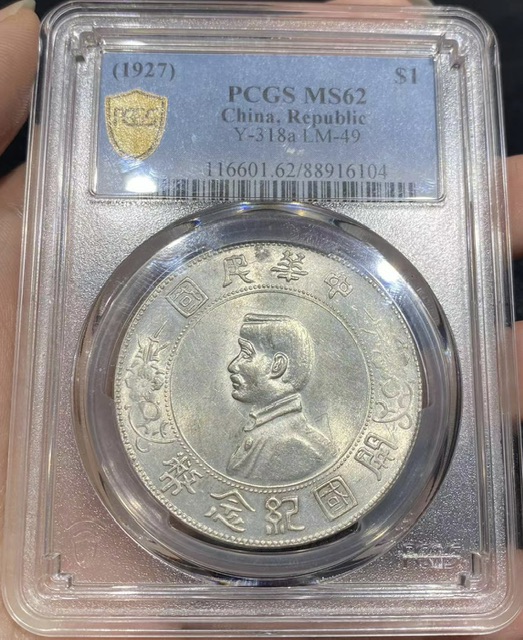 (1927) $1
PCGS MS62
China, Republic
Y-318a LM-49
116601.62/88916104
PCGS
中華民國
開國紀念幣